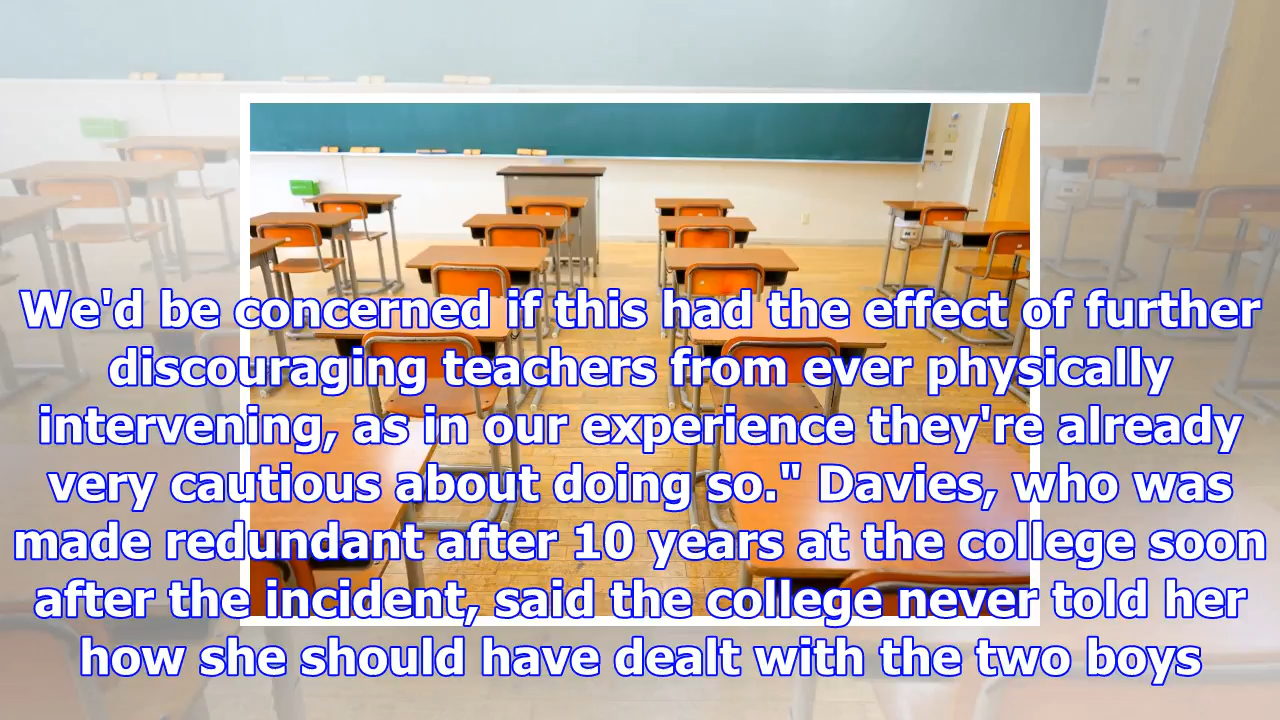 We'd be concerned if this had the effect of further
discouraging teachers from ever physically
intervening, as in our experience they're already
very cautious about doing so." Davies, who was
made redundant after 10 years at the college soon
after the incident, said the college never told her
how she should have dealt with the two boys